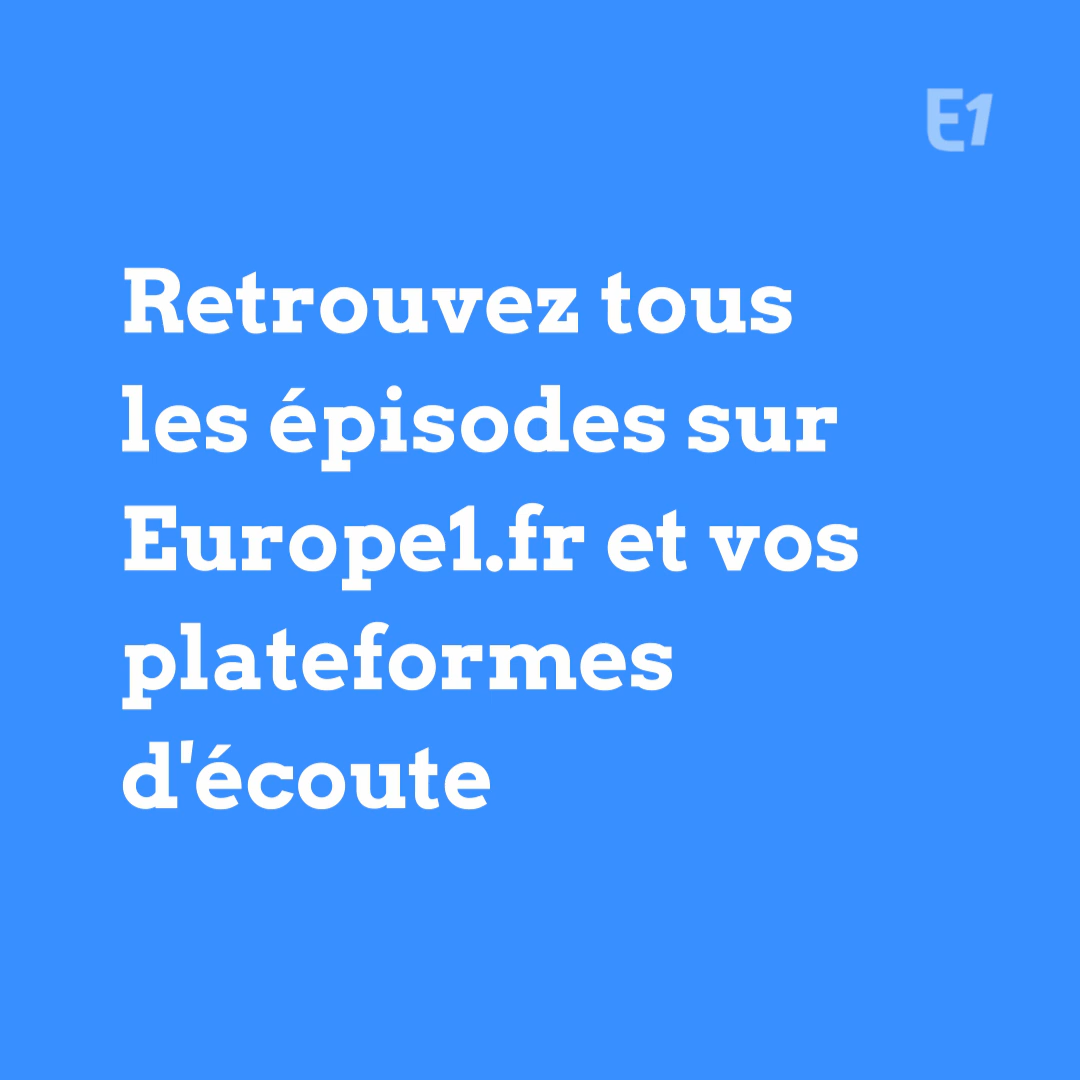 E1
Retrouvez tous
les épisodes sur
Europe1.fr et vos
plateformes
d'écoute